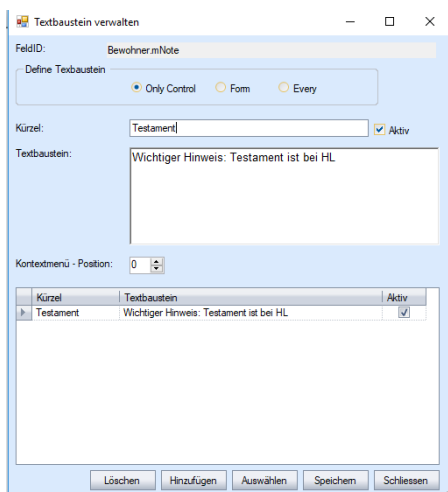 Textbaustein verwalten
FeldID: Bewohner.mNote
Define Texbaustein
Only Control Form Every
Kürzel: Testament Aktiv
Textbaustein: Wichtiger Hinweis: Testament ist bei HL
Kontextmenü - Position: 0
Kürzel Textbaustein Aktiv
Testament Wichtiger Hinweis: Testament ist bei HL
Löschen Hinzufügen Auswählen Speichern Schliessen